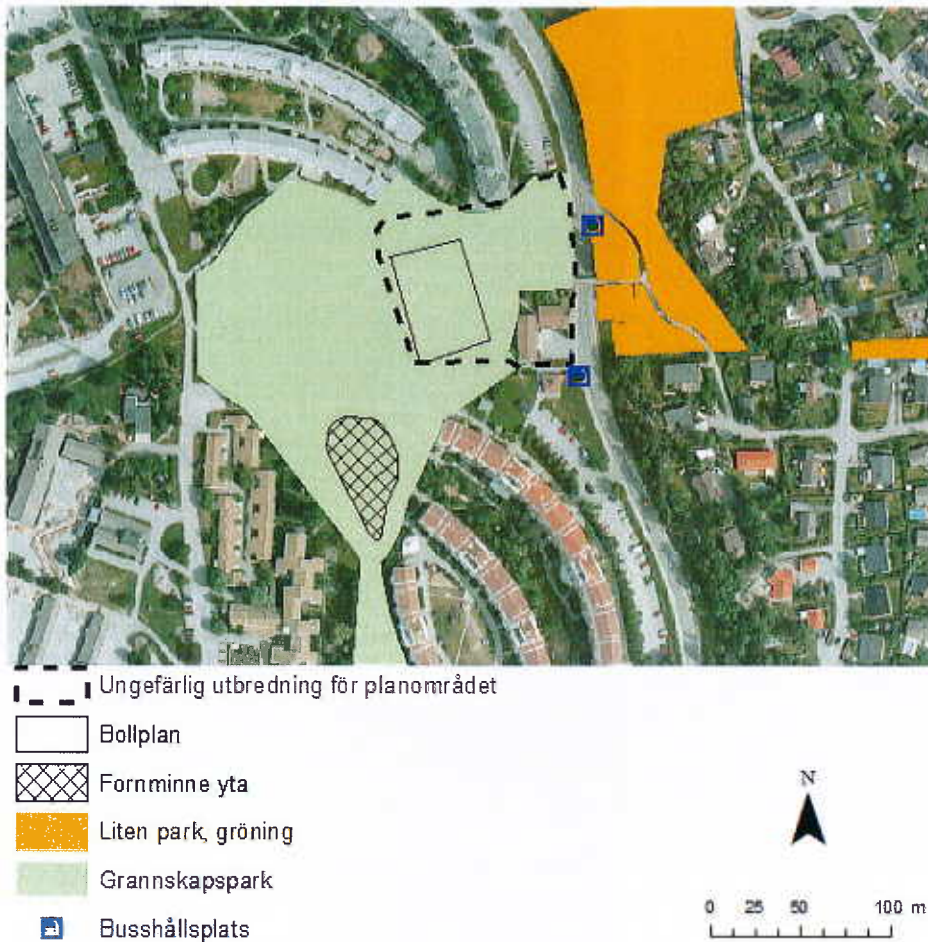 Ungefärlig utbredning för planområdet
Bollplan
Fornminne yta
Liten park, gröning
Grannskapspark
Busshållsplats
N
0 25 50 100 m